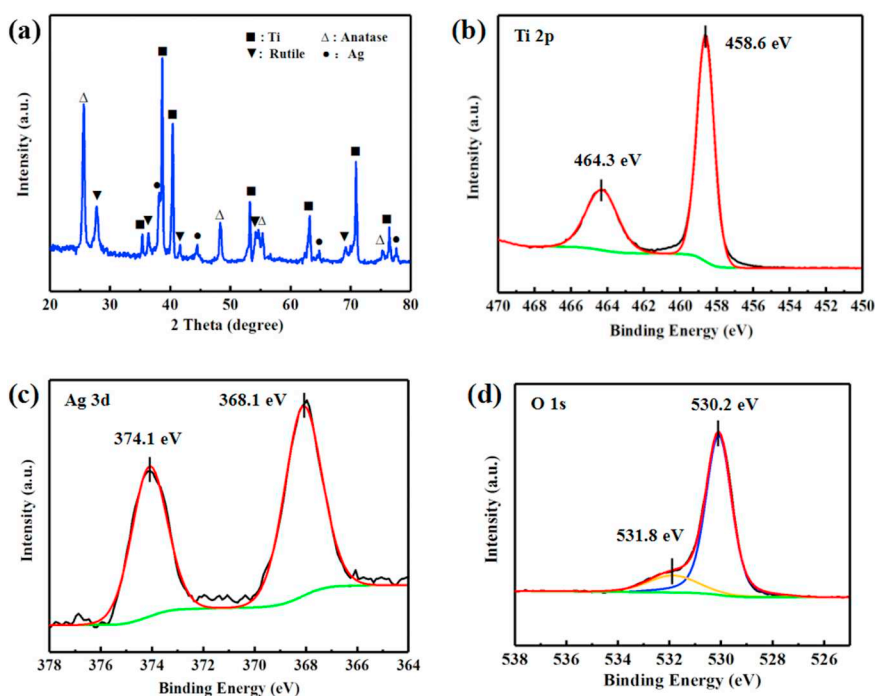 (a)
■ : Ti
Δ : Anatase
▼: Rutile
● : Ag
Δ
▼
■
▼
●
■
■
▼
●
Δ
■
▼
Δ
■
●
▼
■
Δ
■
●
Intensity (a.u.)
20 30 40 50 60 70 80
2 Theta (degree)
(b)
Ti 2p
458.6 eV
464.3 eV
Intensity (a.u.)
470 468 466 464 462 460 458 456 454 452 450
Binding Energy (eV)
(c)
Ag 3d
368.1 eV
374.1 eV
Intensity (a.u.)
378 376 374 372 370 368 366 364
Binding Energy (eV)
(d)
O 1s
530.2 eV
531.8 eV
Intensity (a.u.)
538 536 534 532 530 528 526
Binding Energy (eV)